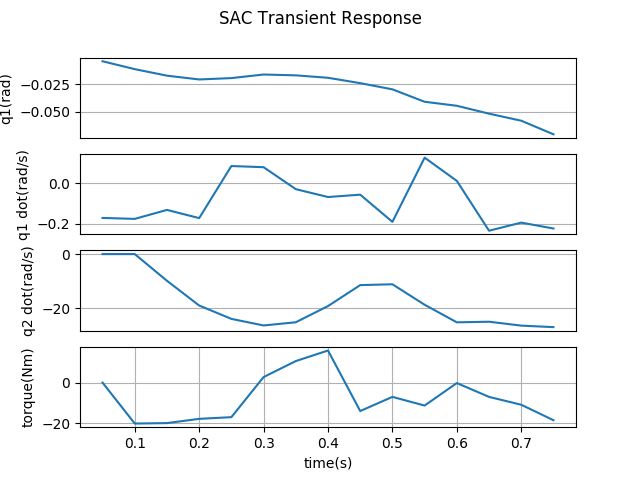 SAC Transient Response
q1(rad)
−0.025
−0.050
q1 dot(rad/s)
0.0
−0.2
q2 dot(rad/s)
0
−20
torque(Nm)
0
−20
0.1 0.2 0.3 0.4 0.5 0.6 0.7
time(s)